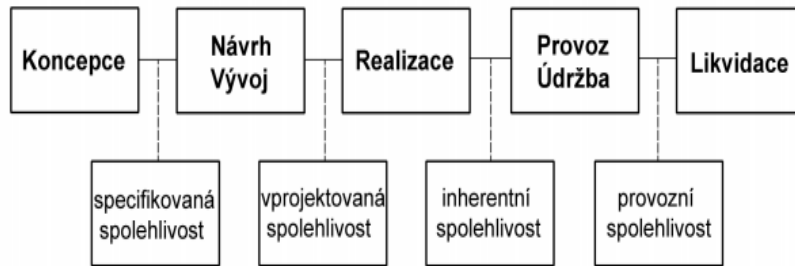 Koncepce
Návrh
Vývoj
Realizace
Provoz
Údržba
Likvidace
specifikovaná
spolehlivost
vprojektovaná
spolehlivost
inherentní
spolehlivost
provozní
spolehlivost